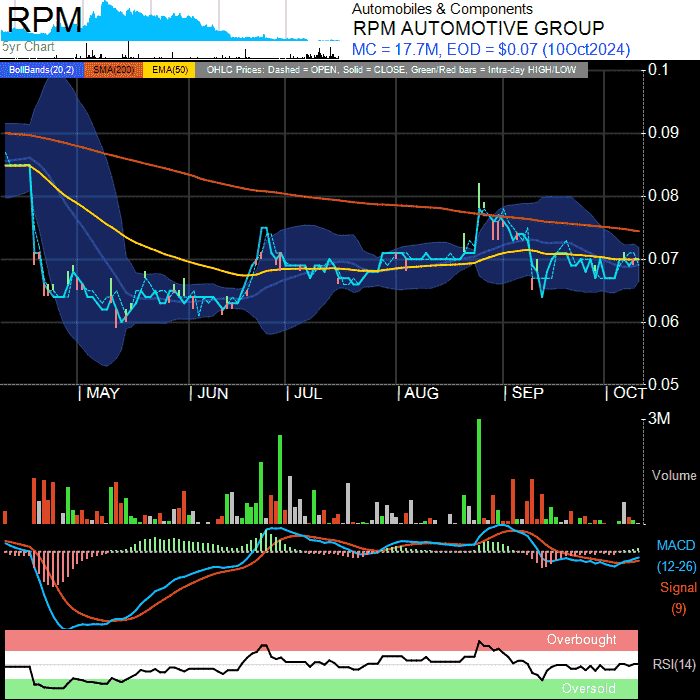 RPM
5yr Chart
Automobiles & Components
RPM AUTOMOTIVE GROUP
MC = 17.7M, EOD = $0.07 (10Oct2024)
BollBands(20,2) SMA(200) EMA(50) OHLC Prices: Dashed = OPEN, Solid = CLOSE, Green/Red bars = Intra-day HIGH/LOW
0.1
0.09
0.08
0.07
0.06
0.05
| MAY | JUN | JUL | AUG | SEP | OCT
3M
Volume
MACD
(12-26)
Signal
(9)
Overbought
RSI(14)
Oversold